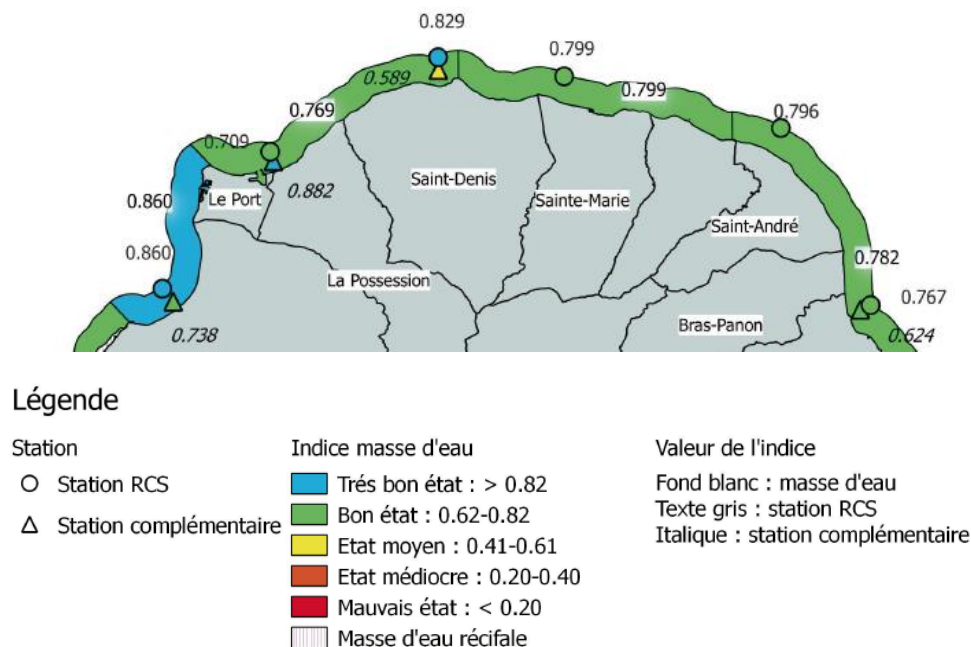 0.829
0.799
0.589
0.799
0.769
0.796
0.709
Saint-Denis
0.882
Le Port
0.860
Sainte-Marie
Saint-André
0.860
0.782
La Possession
0.767
Bras-Panon
0.738
0.624
Légende
Station
Station RCS
Station complémentaire
Indice masse d'eau
Trés bon état : > 0.82
Bon état : 0.62-0.82
Etat moyen : 0.41-0.61
Etat médiocre : 0.20-0.40
Mauvais état : < 0.20
Masse d'eau récifale
Valeur de l'indice
Fond blanc : masse d'eau
Texte gris : station RCS
Italique : station complémentaire